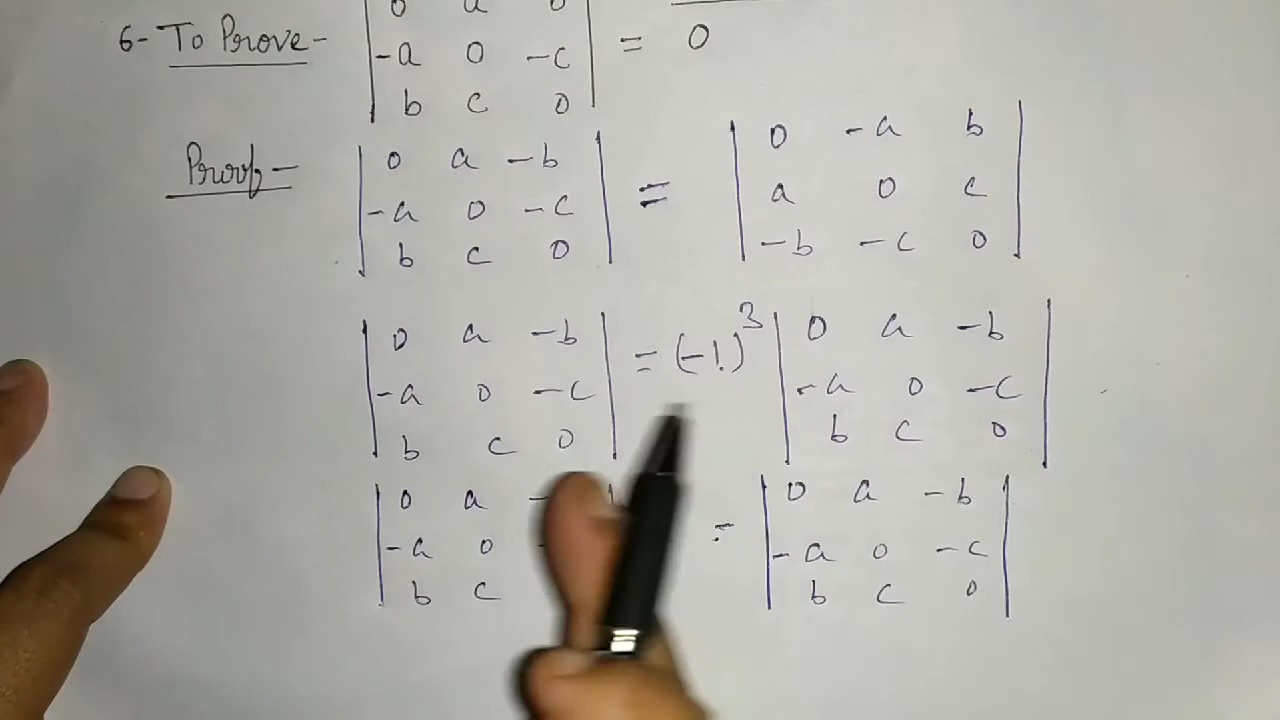 0 a 0
6- To Prove- | -a 0 -c | = 0
b c 0
Proof- | 0 a -b | = | 0 -a b |
| -a 0 -c | | a 0 c |
| b c 0 | | -b -c 0 |
| 0 a -b | = (-1)³ | 0 a -b |
| -a 0 -c | | -a 0 -c |
| b c 0 | | b c 0 |
| 0 a - | = | 0 a -b |
| -a 0 | -a 0 -c |
| b c | b c 0 |